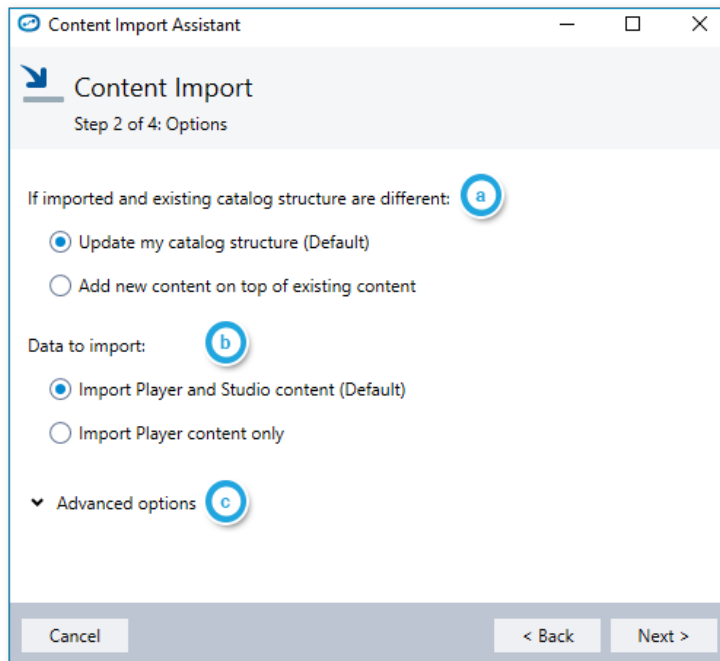 Content Import Assistant
Content Import
Step 2 of 4: Options
If imported and existing catalog structure are different: a
Update my catalog structure (Default)
Add new content on top of existing content
Data to import: b
Import Player and Studio content (Default)
Import Player content only
Advanced options c
Cancel < Back Next >